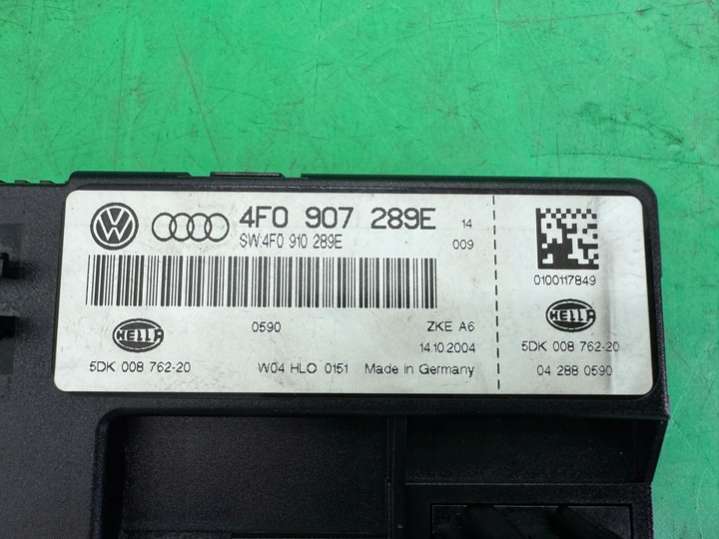 4F0 907 289E 14
SW:4F0 910 289E 009
0100117849
0590 ZKE A6
HELLA
14.10.2004
HELLA
5DK 008 762-20 W04 HLO 0151 Made in Germany
5DK 008 762-20
04 288 0590